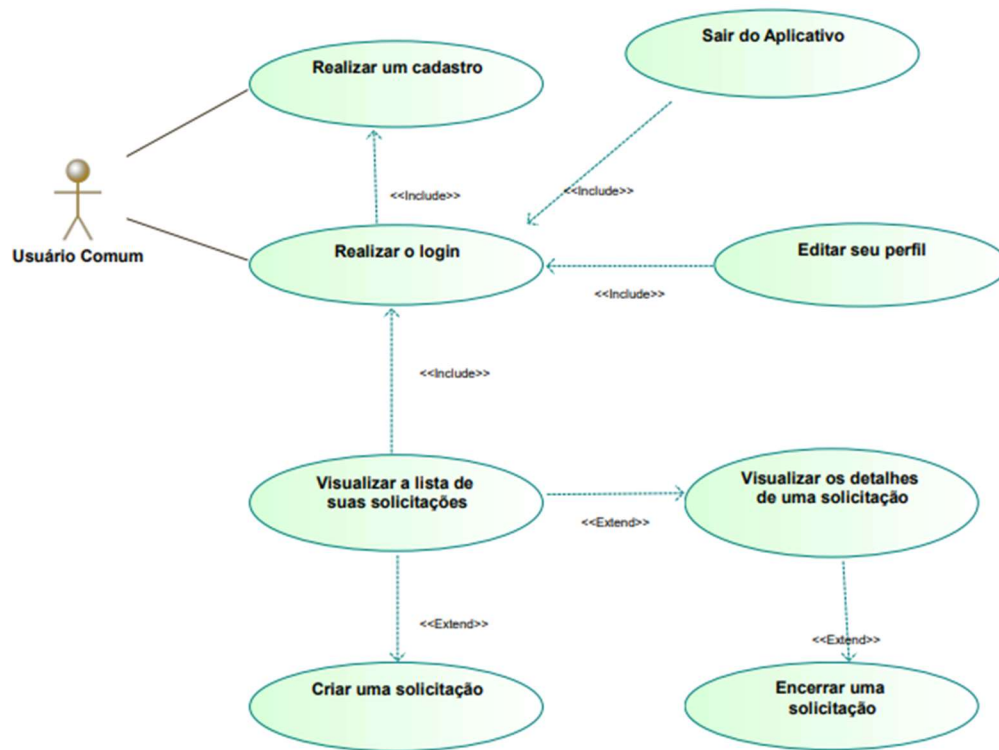 Sair do Aplicativo
Realizar um cadastro
<<Include>>
<<Include>>
Usuário Comum
Realizar o login
Editar seu perfil
<<Include>>
<<Include>>
Visualizar a lista de
suas solicitações
Visualizar os detalhes
de uma solicitação
<<Extend>>
<<Extend>>
<<Extend>>
Criar uma solicitação
Encerrar uma
solicitação